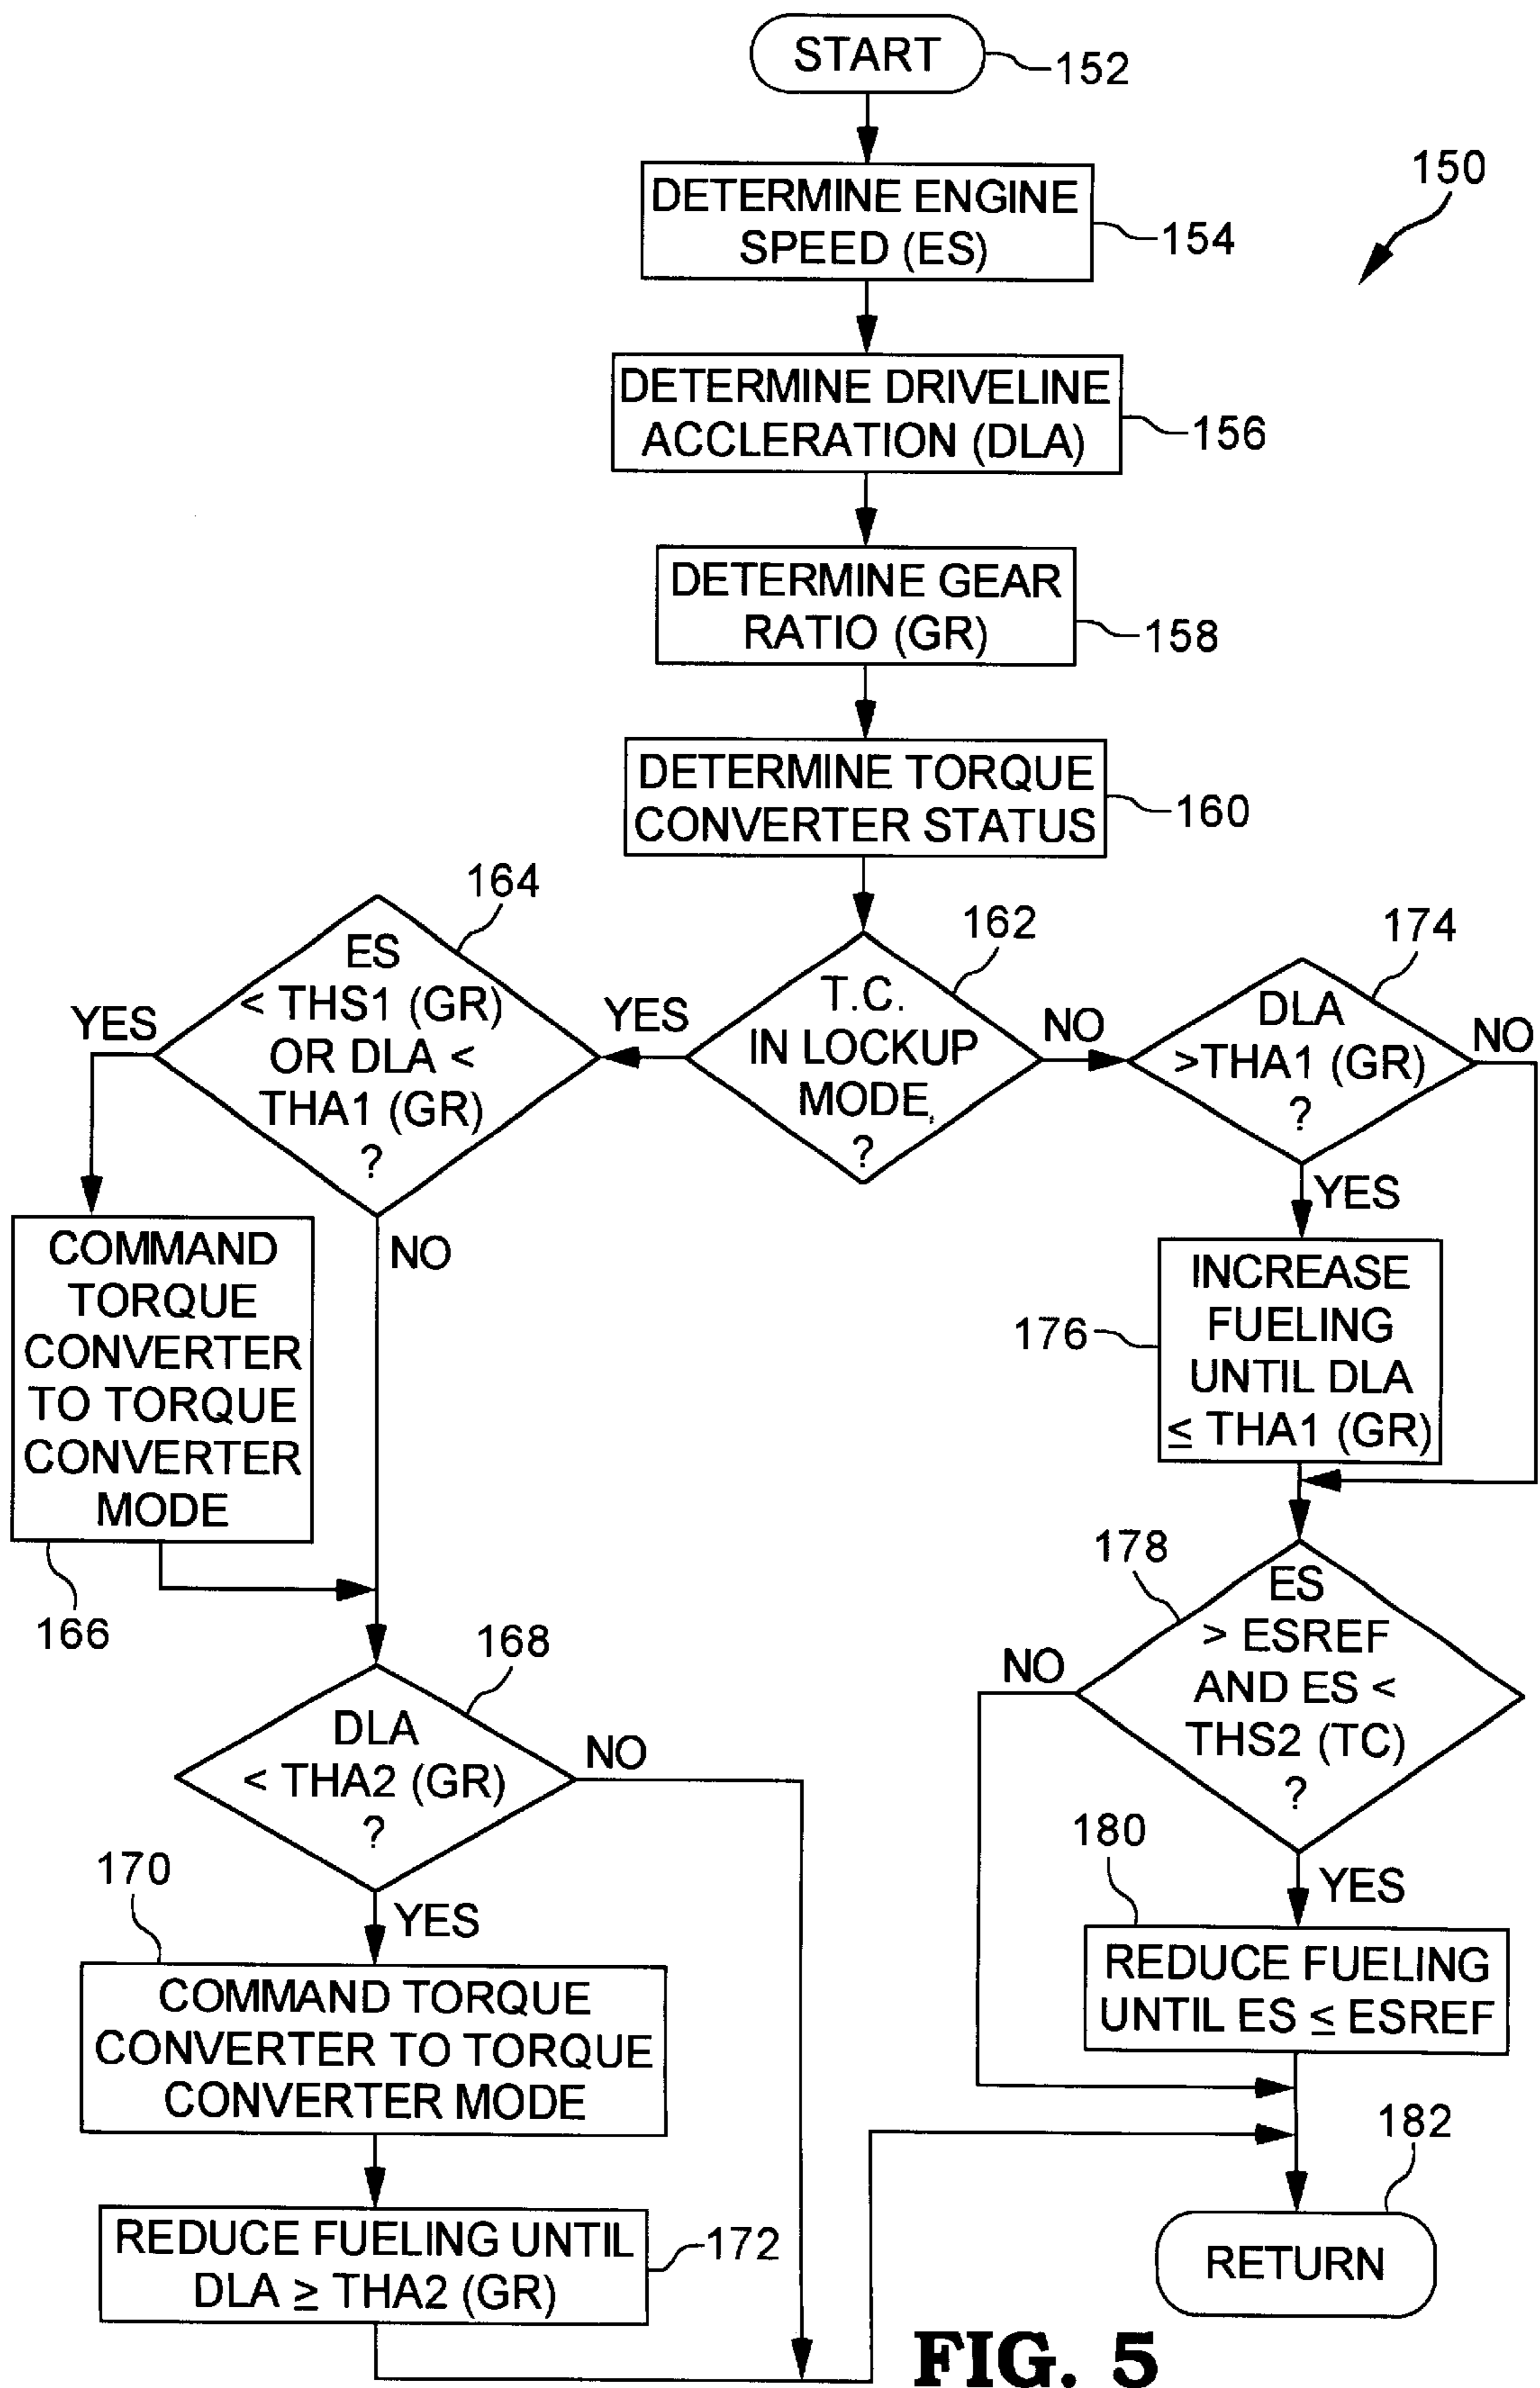 START
152
150
DETERMINE ENGINE
SPEED (ES)
154
DETERMINE DRIVELINE
ACCLERATION (DLA)
156
DETERMINE GEAR
RATIO (GR)
158
DETERMINE TORQUE
CONVERTER STATUS
160
164
ES
< THS1 (GR)
OR DLA <
THA1 (GR)
?
YES
NO
162
T.C.
IN LOCKUP
MODE
?
YES
NO
174
DLA
>THA1 (GR)
?
NO
YES
COMMAND
TORQUE
CONVERTER
TO TORQUE
CONVERTER
MODE
166
176
INCREASE
FUELING
UNTIL DLA
≤ THA1 (GR)
168
DLA
< THA2 (GR)
?
NO
YES
178
ES
> ESREF
AND ES <
THS2 (TC)
?
NO
YES
170
COMMAND TORQUE
CONVERTER TO TORQUE
CONVERTER MODE
180
REDUCE FUELING
UNTIL ES ≤ ESREF
REDUCE FUELING UNTIL
DLA ≥ THA2 (GR)
172
182
RETURN
FIG. 5